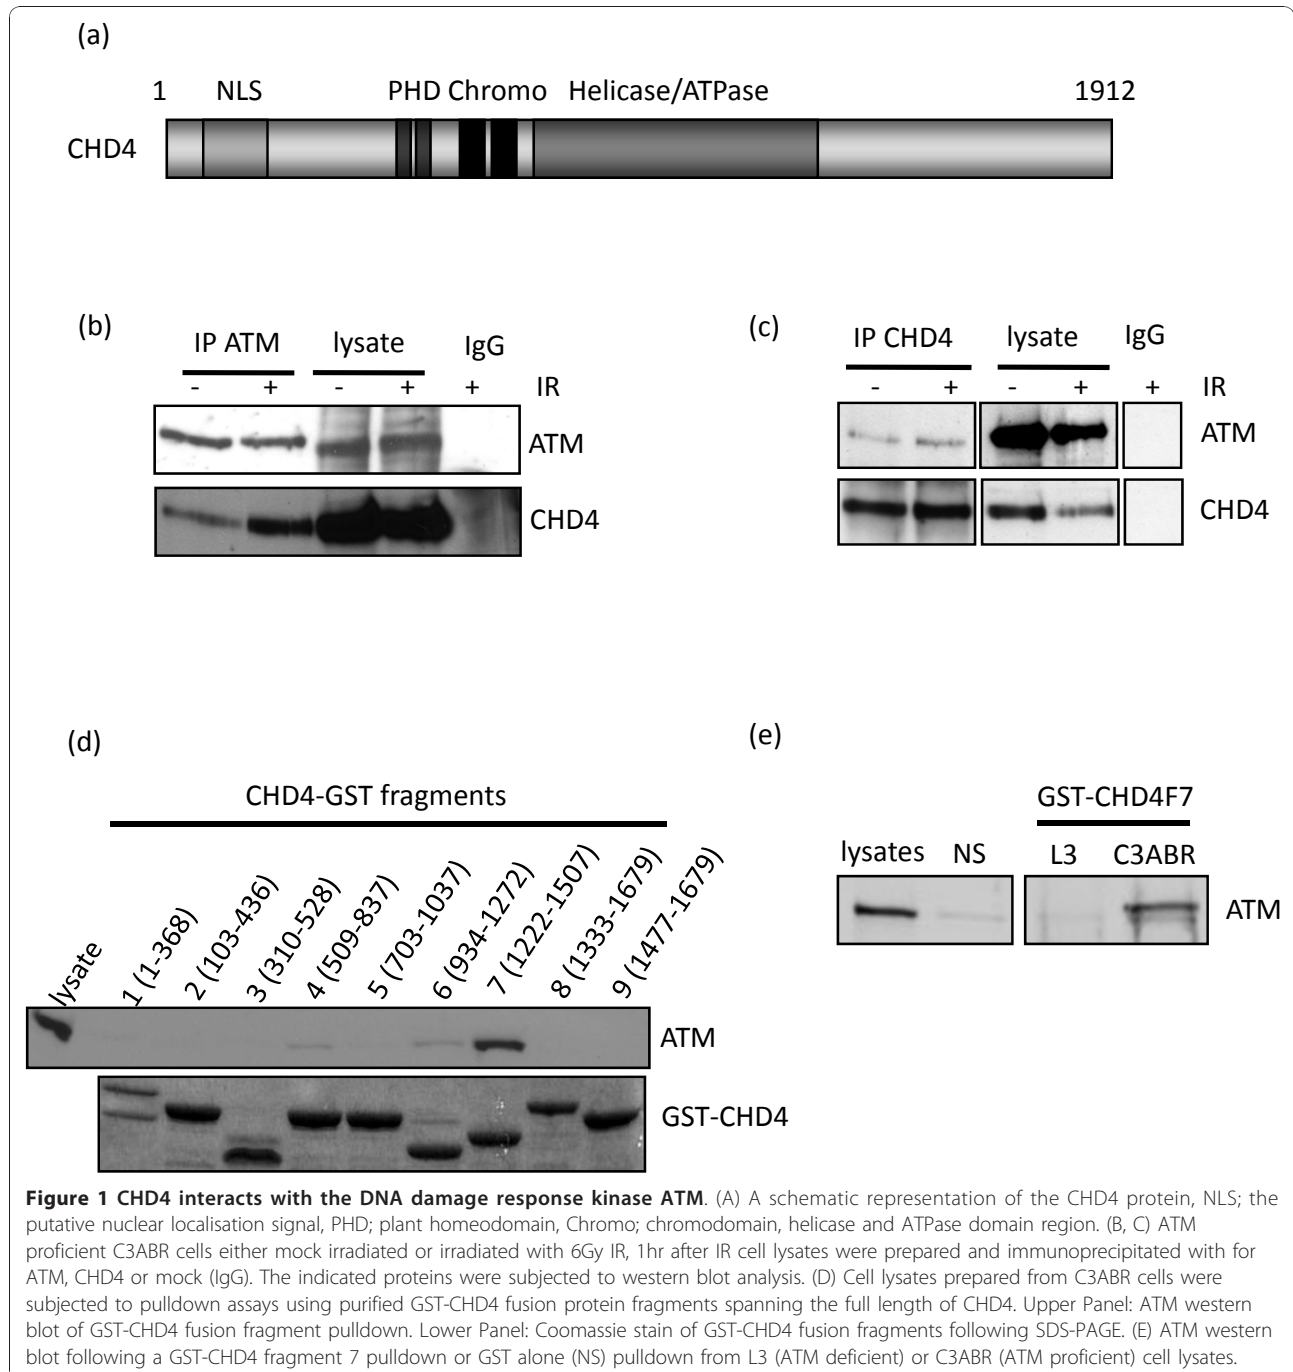 (a)
1 NLS PHD Chromo Helicase/ATPase 1912
CHD4
(b)
IP ATM lysate IgG
- + - + + IR
ATM
CHD4
(c)
IP CHD4 lysate IgG
- + - + + IR
ATM
CHD4
(d)
CHD4-GST fragments
lysate
1 (1-368)
2 (103-436)
3 (310-528)
4 (509-837)
5 (703-1037)
6 (934-1272)
7 (1222-1507)
8 (1333-1679)
9 (1477-1679)
ATM
GST-CHD4
(e)
GST-CHD4F7
lysates NS L3 C3ABR
ATM
Figure 1 CHD4 interacts with the DNA damage response kinase ATM. (A) A schematic representation of the CHD4 protein, NLS; the
putative nuclear localisation signal, PHD; plant homeodomain, Chromo; chromodomain, helicase and ATPase domain region. (B, C) ATM
proficient C3ABR cells either mock irradiated or irradiated with 6Gy IR, 1hr after IR cell lysates were prepared and immunoprecipitated with for
ATM, CHD4 or mock (IgG). The indicated proteins were subjected to western blot analysis. (D) Cell lysates prepared from C3ABR cells were
subjected to pulldown assays using purified GST-CHD4 fusion protein fragments spanning the full length of CHD4. Upper Panel: ATM western
blot of GST-CHD4 fusion fragment pulldown. Lower Panel: Coomassie stain of GST-CHD4 fusion fragments following SDS-PAGE. (E) ATM western
blot following a GST-CHD4 fragment 7 pulldown or GST alone (NS) pulldown from L3 (ATM deficient) or C3ABR (ATM proficient) cell lysates.